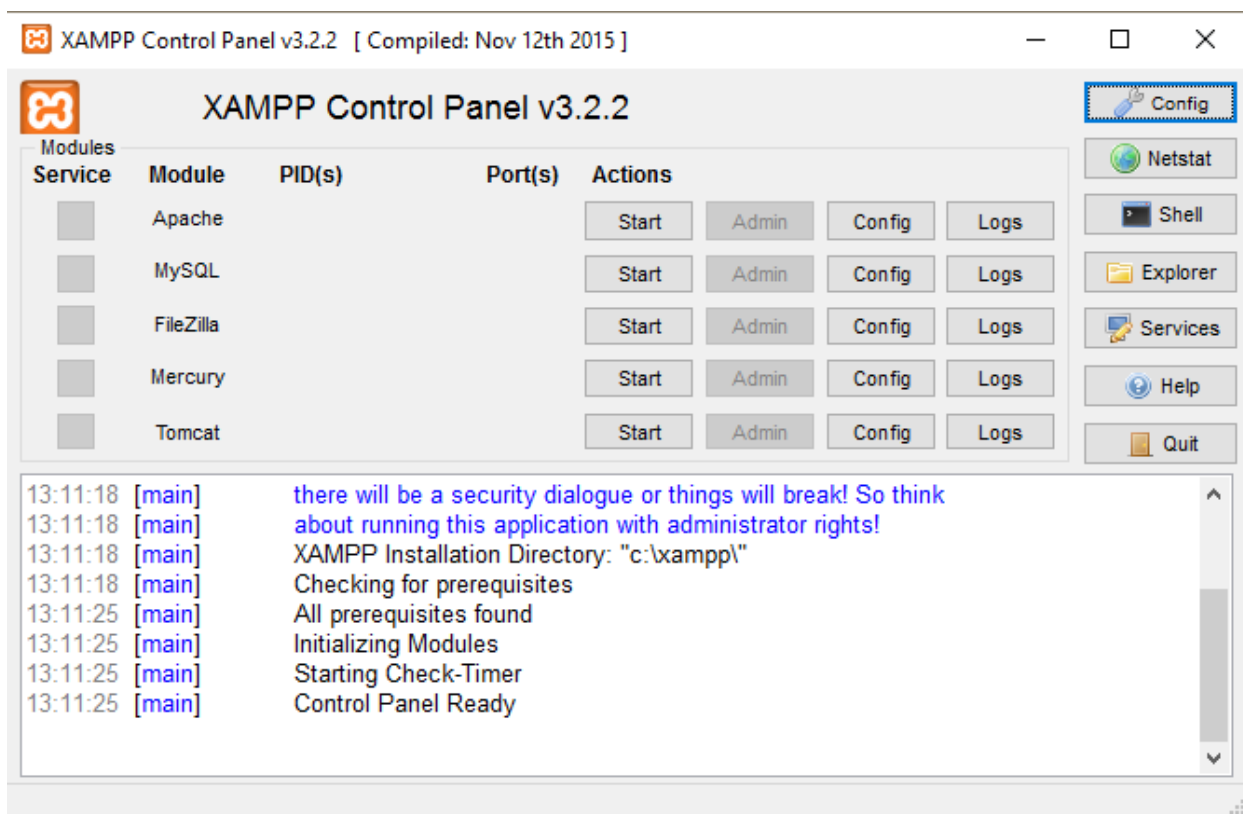 XAMPP Control Panel v3.2.2 [ Compiled: Nov 12th 2015 ]
XAMPP Control Panel v3.2.2
Config
Modules
Service Module PID(s) Port(s) Actions
Netstat
Apache Start Admin Config Logs
Shell
MySQL Start Admin Config Logs
Explorer
FileZilla Start Admin Config Logs
Services
Mercury Start Admin Config Logs
Help
Tomcat Start Admin Config Logs
Quit
13:11:18 [main] there will be a security dialogue or things will break! So think
13:11:18 [main] about running this application with administrator rights!
13:11:18 [main] XAMPP Installation Directory: "c:\xampp\"
13:11:18 [main] Checking for prerequisites
13:11:25 [main] All prerequisites found
13:11:25 [main] Initializing Modules
13:11:25 [main] Starting Check-Timer
13:11:25 [main] Control Panel Ready